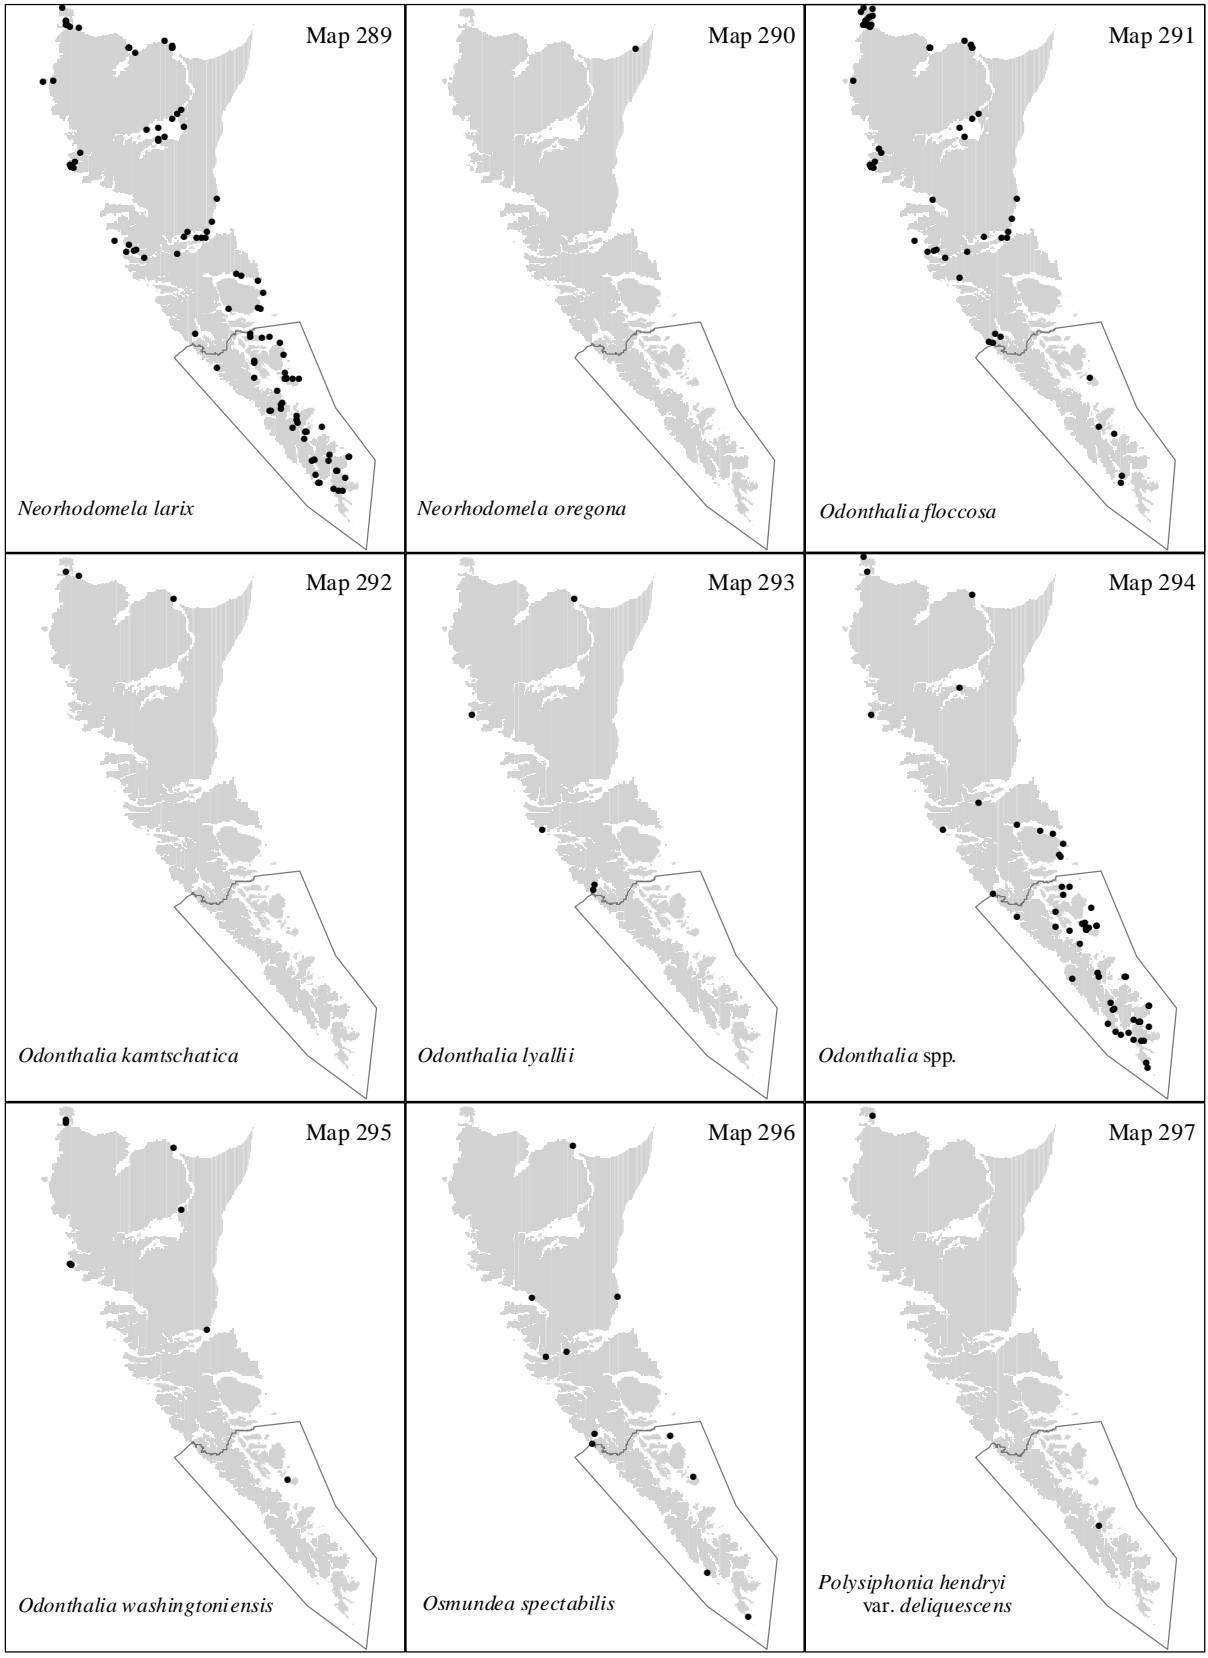 Map 289
Neorhodomela larix
Map 290
Neorhodomela oregona
Map 291
Odonthalia floccosa
Map 292
Odonthalia kamtschatica
Map 293
Odonthalia lyallii
Map 294
Odonthalia spp.
Map 295
Odonthalia washingtoniensis
Map 296
Osmundea spectabilis
Map 297
Polysiphonia hendryi
var. deliquescens